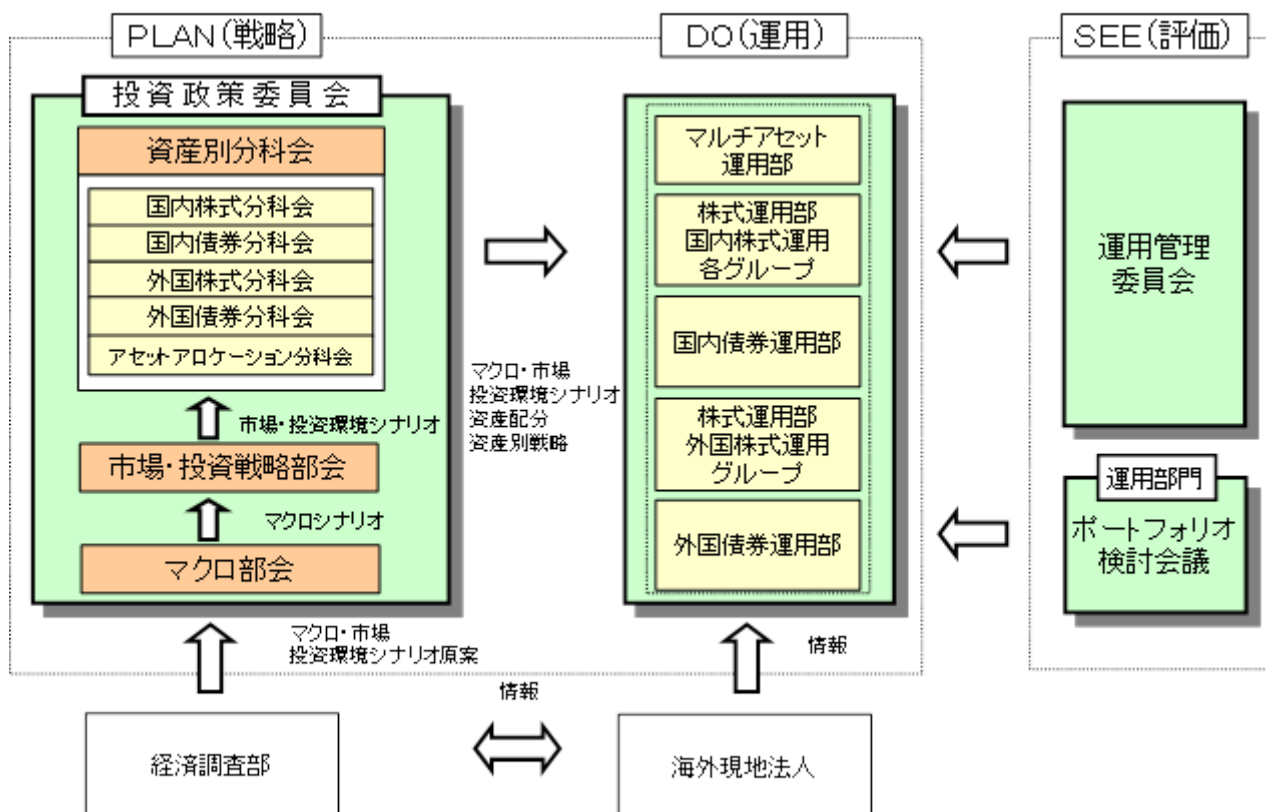 PLAN(戦略)
DO(運用)
SEE(評価)
投資政策委員会
資産別分科会
国内株式分科会
国内債券分科会
外国株式分科会
外国債券分科会
アセットアロケーション分科会
市場・投資環境シナリオ
市場・投資戦略部会
マクロシナリオ
マクロ部会
マクロ・市場
投資環境シナリオ
資産配分
資産別戦略
マルチアセット
運用部
株式運用部
国内株式運用
各グループ
国内債券運用部
株式運用部
外国株式運用
グループ
外国債券運用部
運用管理
委員会
運用部門
ポートフォリオ
検討会議
マクロ・市場
投資環境シナリオ原案
情報
情報
経済調査部
海外現地法人